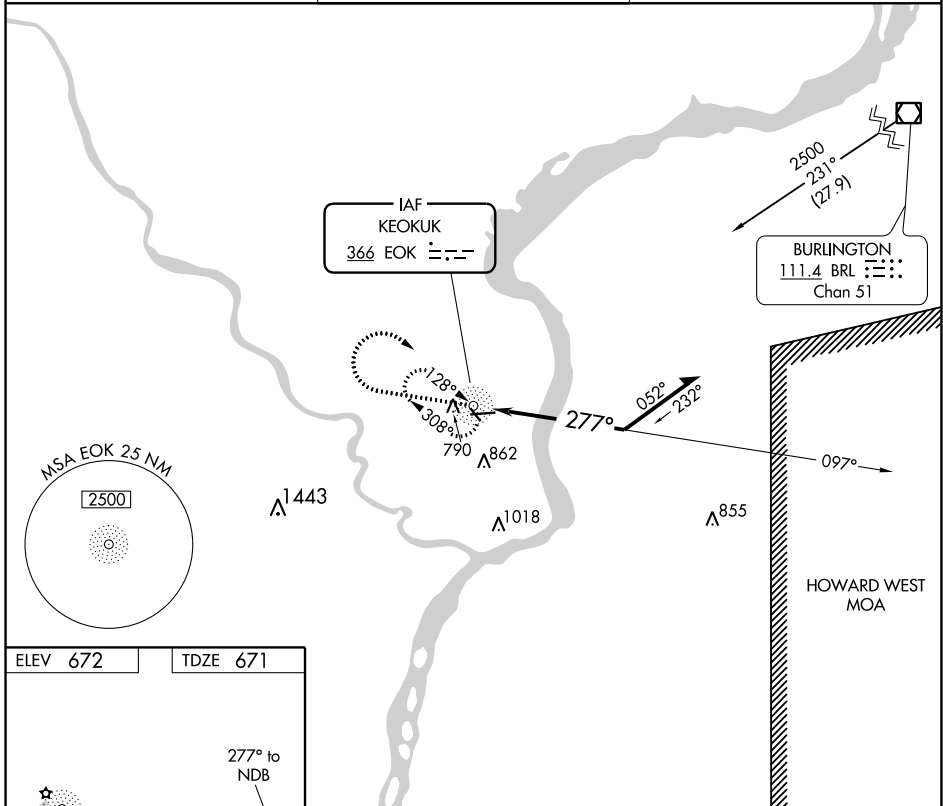 2500
231°
(27.9)
IAF
KEOKUK
366 EOK
BURLINGTON
111.4 BRL
Chan 51
128°
308°
277°
052°
232°
790
862
097°
MSA EOK 25 NM
2500
1443
1018
855
HOWARD WEST
MOA
ELEV 672
TDZE 671
277° to
NDB